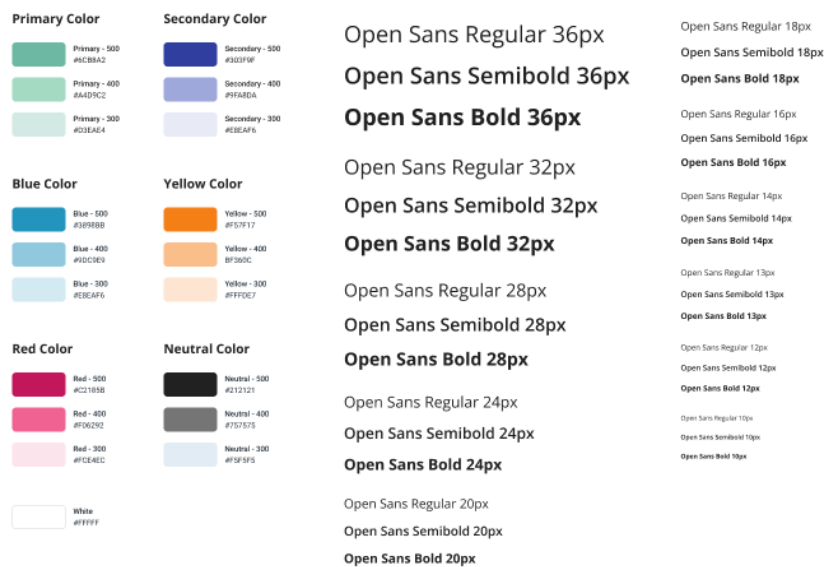 Primary Color
Primary - 500
#6CB8A2
Primary - 400
#A4D9C2
Primary - 300
#D3EAE4
Secondary Color
Secondary - 500
#303F9F
Secondary - 400
#9FA8DA
Secondary - 300
#E8EAF6
Blue Color
Blue - 500
#3898BB
Blue - 400
#9DC9E9
Blue - 300
#E8EAF6
Yellow Color
Yellow - 500
#F57F17
Yellow - 400
BF360C
Yellow - 300
#FFFDE7
Red Color
Red - 500
#C2185B
Red - 400
#F06292
Red - 300
#FCE4EC
Neutral Color
Neutral - 500
#212121
Neutral - 400
#757575
Neutral - 300
#F5F5F5
White
#FFFFF
Open Sans Regular 36px
Open Sans Semibold 36px
Open Sans Bold 36px
Open Sans Regular 32px
Open Sans Semibold 32px
Open Sans Bold 32px
Open Sans Regular 28px
Open Sans Semibold 28px
Open Sans Bold 28px
Open Sans Regular 24px
Open Sans Semibold 24px
Open Sans Bold 24px
Open Sans Regular 20px
Open Sans Semibold 20px
Open Sans Bold 20px
Open Sans Regular 18px
Open Sans Semibold 18px
Open Sans Bold 18px
Open Sans Regular 16px
Open Sans Semibold 16px
Open Sans Bold 16px
Open Sans Regular 14px
Open Sans Semibold 14px
Open Sans Bold 14px
Open Sans Regular 13px
Open Sans Semibold 13px
Open Sans Bold 13px
Open Sans Regular 12px
Open Sans Semibold 12px
Open Sans Bold 12px
Open Sans Regular 10px
Open Sans Semibold 10px
Open Sans Bold 10px